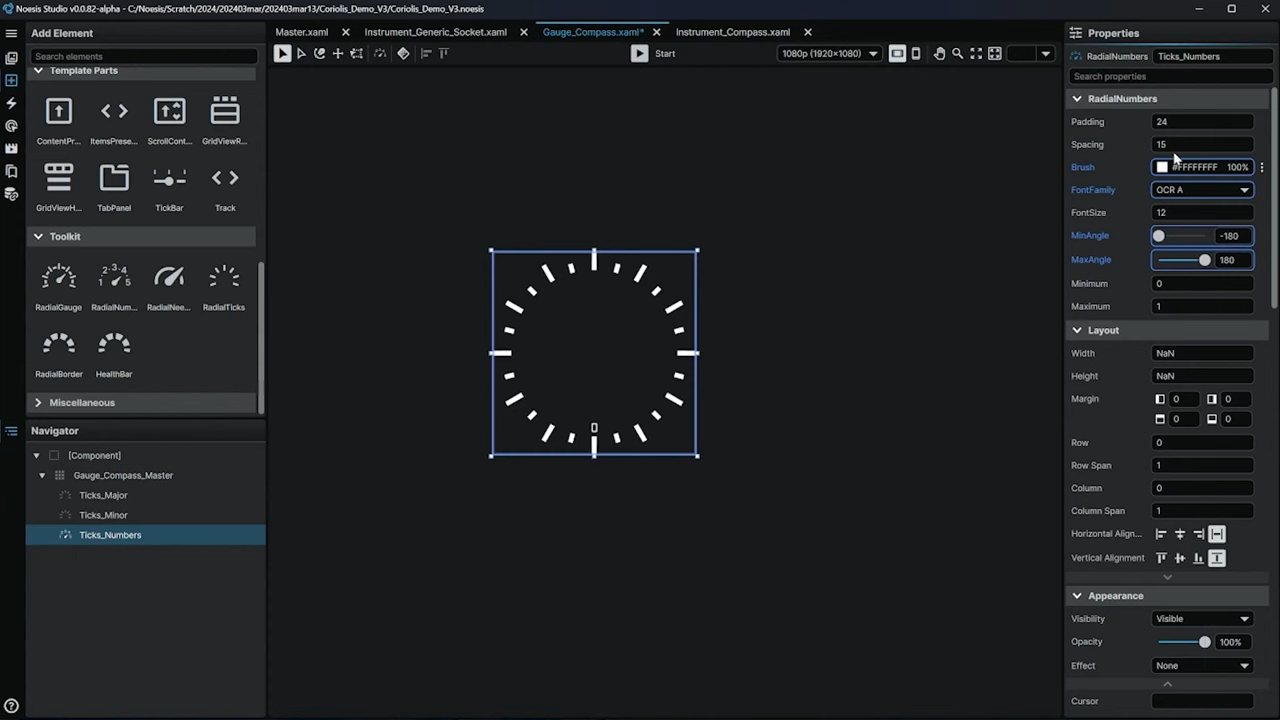 Noesis Studio v0.0.82-alpha - C:/Noesis/Scratch/2024/202403mar/202403mar13/Coriolis_Demo_V3/Coriolis_Demo_V3.noesis
Add Element
Search elements
Template Parts
ContentPr...
ItemsPrese...
ScrollCont...
GridViewR...
GridViewH...
TabPanel
TickBar
Track
Toolkit
RadialGauge
RadialNum...
RadialNee...
RadialTicks
RadialBorder
HealthBar
Miscellaneous
Navigator
[Component]
Gauge_Compass_Master
Ticks_Major
Ticks_Minor
Ticks_Numbers
Master.xaml
Instrument_Generic_Socket.xaml
Gauge_Compass.xaml*
Instrument_Compass.xaml
Start
1080p (1920×1080)
0
Properties
RadialNumbers
Ticks_Numbers
Search properties
RadialNumbers
Padding 24
Spacing 15
Brush #FFFFFFFF 100%
FontFamily OCR A
FontSize 12
MinAngle -180
MaxAngle 180
Minimum 0
Maximum 1
Layout
Width NaN
Height NaN
Margin 0 0
0 0
Row 0
Row Span 1
Column 0
Column Span 1
Horizontal Align...
Vertical Alignment
Appearance
Visibility Visible
Opacity 100%
Effect None
Cursor